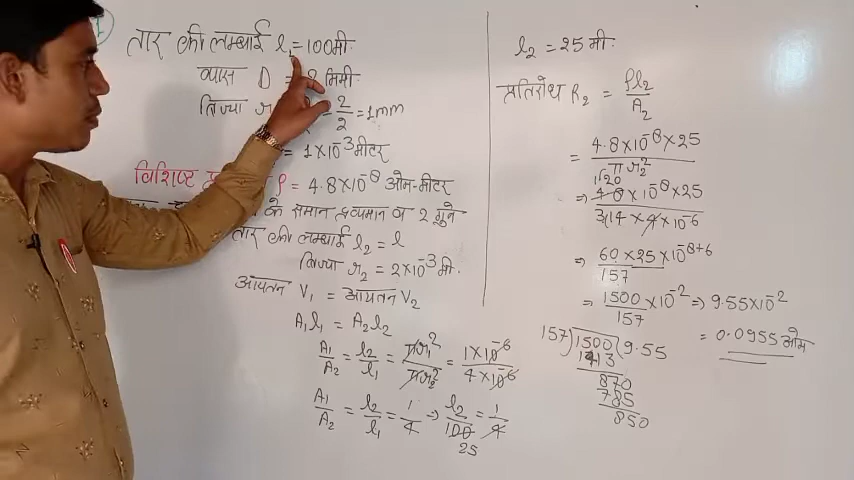 तार की लम्बाई l₁ = 100 मी.
व्यास D = 2 मिमी
त्रिज्या = 2/2 = 1mm
= 1×10⁻³ मीटर
विशिष्ट ρ = 4.8×10⁻⁸ ओम-मीटर
के समान द्रव्यमान व 2 गुने
तार की लम्बाई l₂ = l
त्रिज्या r₂ = 2×10⁻³ मी.
आयतन V₁ = आयतन V₂
A₁l₁ = A₂l₂
A₁/A₂ = l₂/l₁ = πr₁²/πr₂² = 1×10⁻⁶/4×10⁻⁶
A₁/A₂ = l₂/l₁ = 1/4 ⇒ l₂/100 = 1/4
25
l₂ = 25 मी.
प्रतिरोध R₂ = ρl₂/A₂
= 4.8×10⁻⁸×25/πr₂²
⇒ 4.8×10⁻⁸×25/3.14×4×10⁻⁶
⇒ 60×25×10⁻⁸⁺⁶/157
⇒ 1500/157 ×10⁻² ⇒ 9.55×10⁻²
= 0.0955 ओम
157)1500(9.55
1413
870
785
850